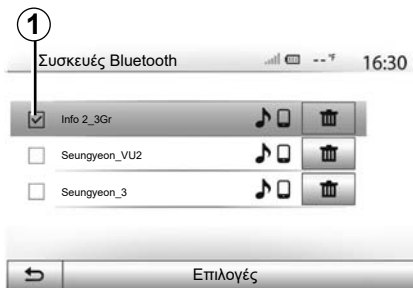 1
Συσκευές Bluetooth -- °F 16:30
Info 2_3Gr
Seungyeon_VU2
Seungyeon_3
Επιλογές